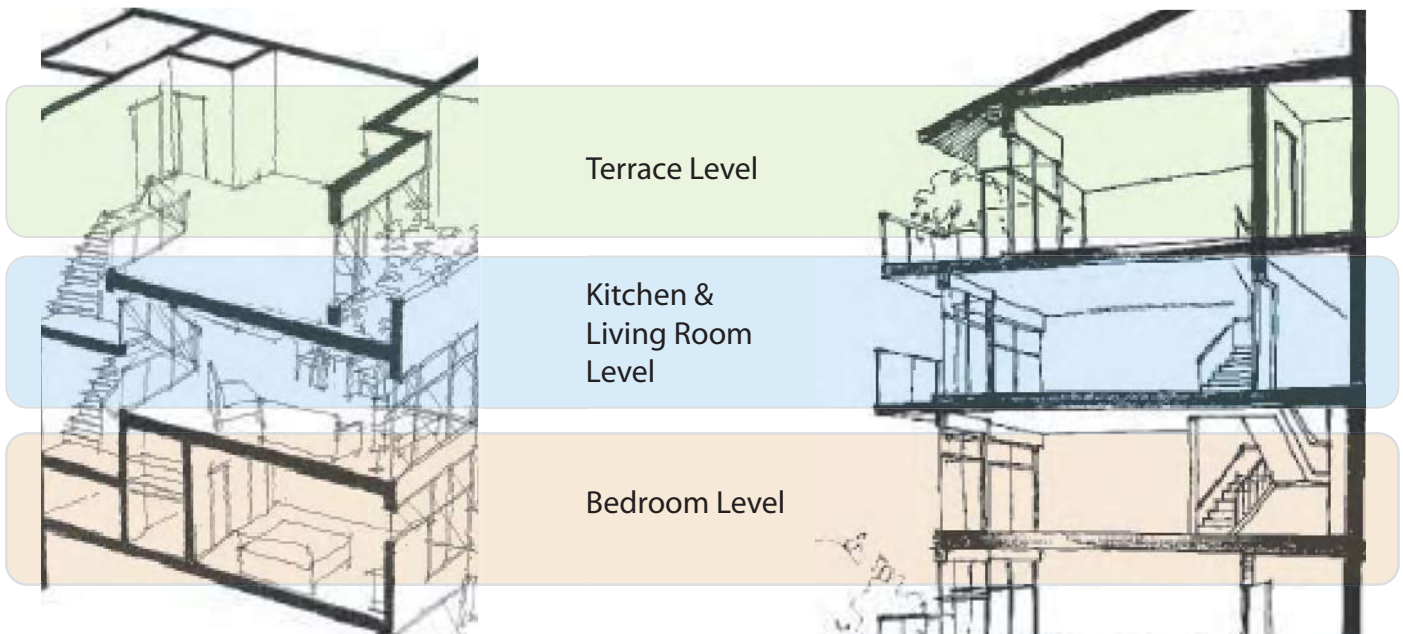 Terrace Level
Kitchen &
Living Room
Level
Bedroom Level